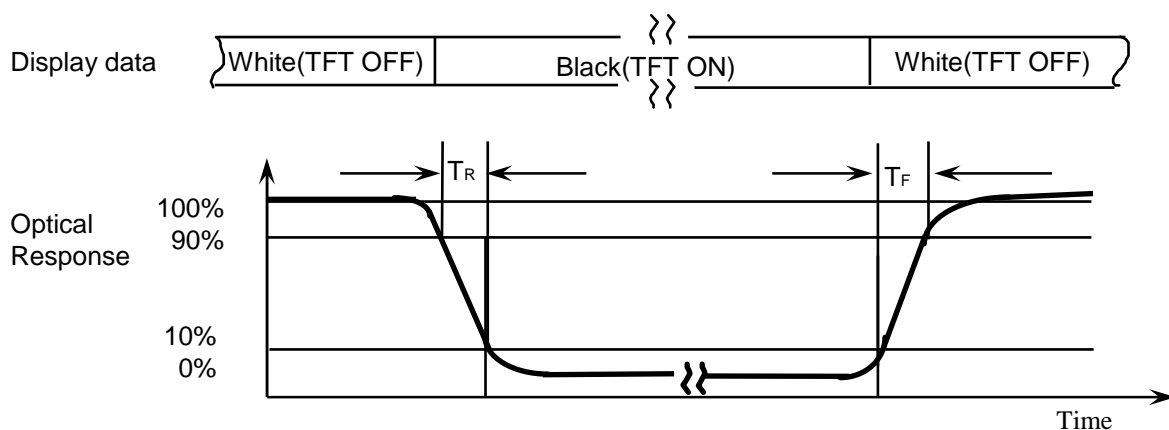 Display data
White(TFT OFF)
Black(TFT ON)
White(TFT OFF)
TR
TF
Optical
Response
100%
90%
10%
0%
Time